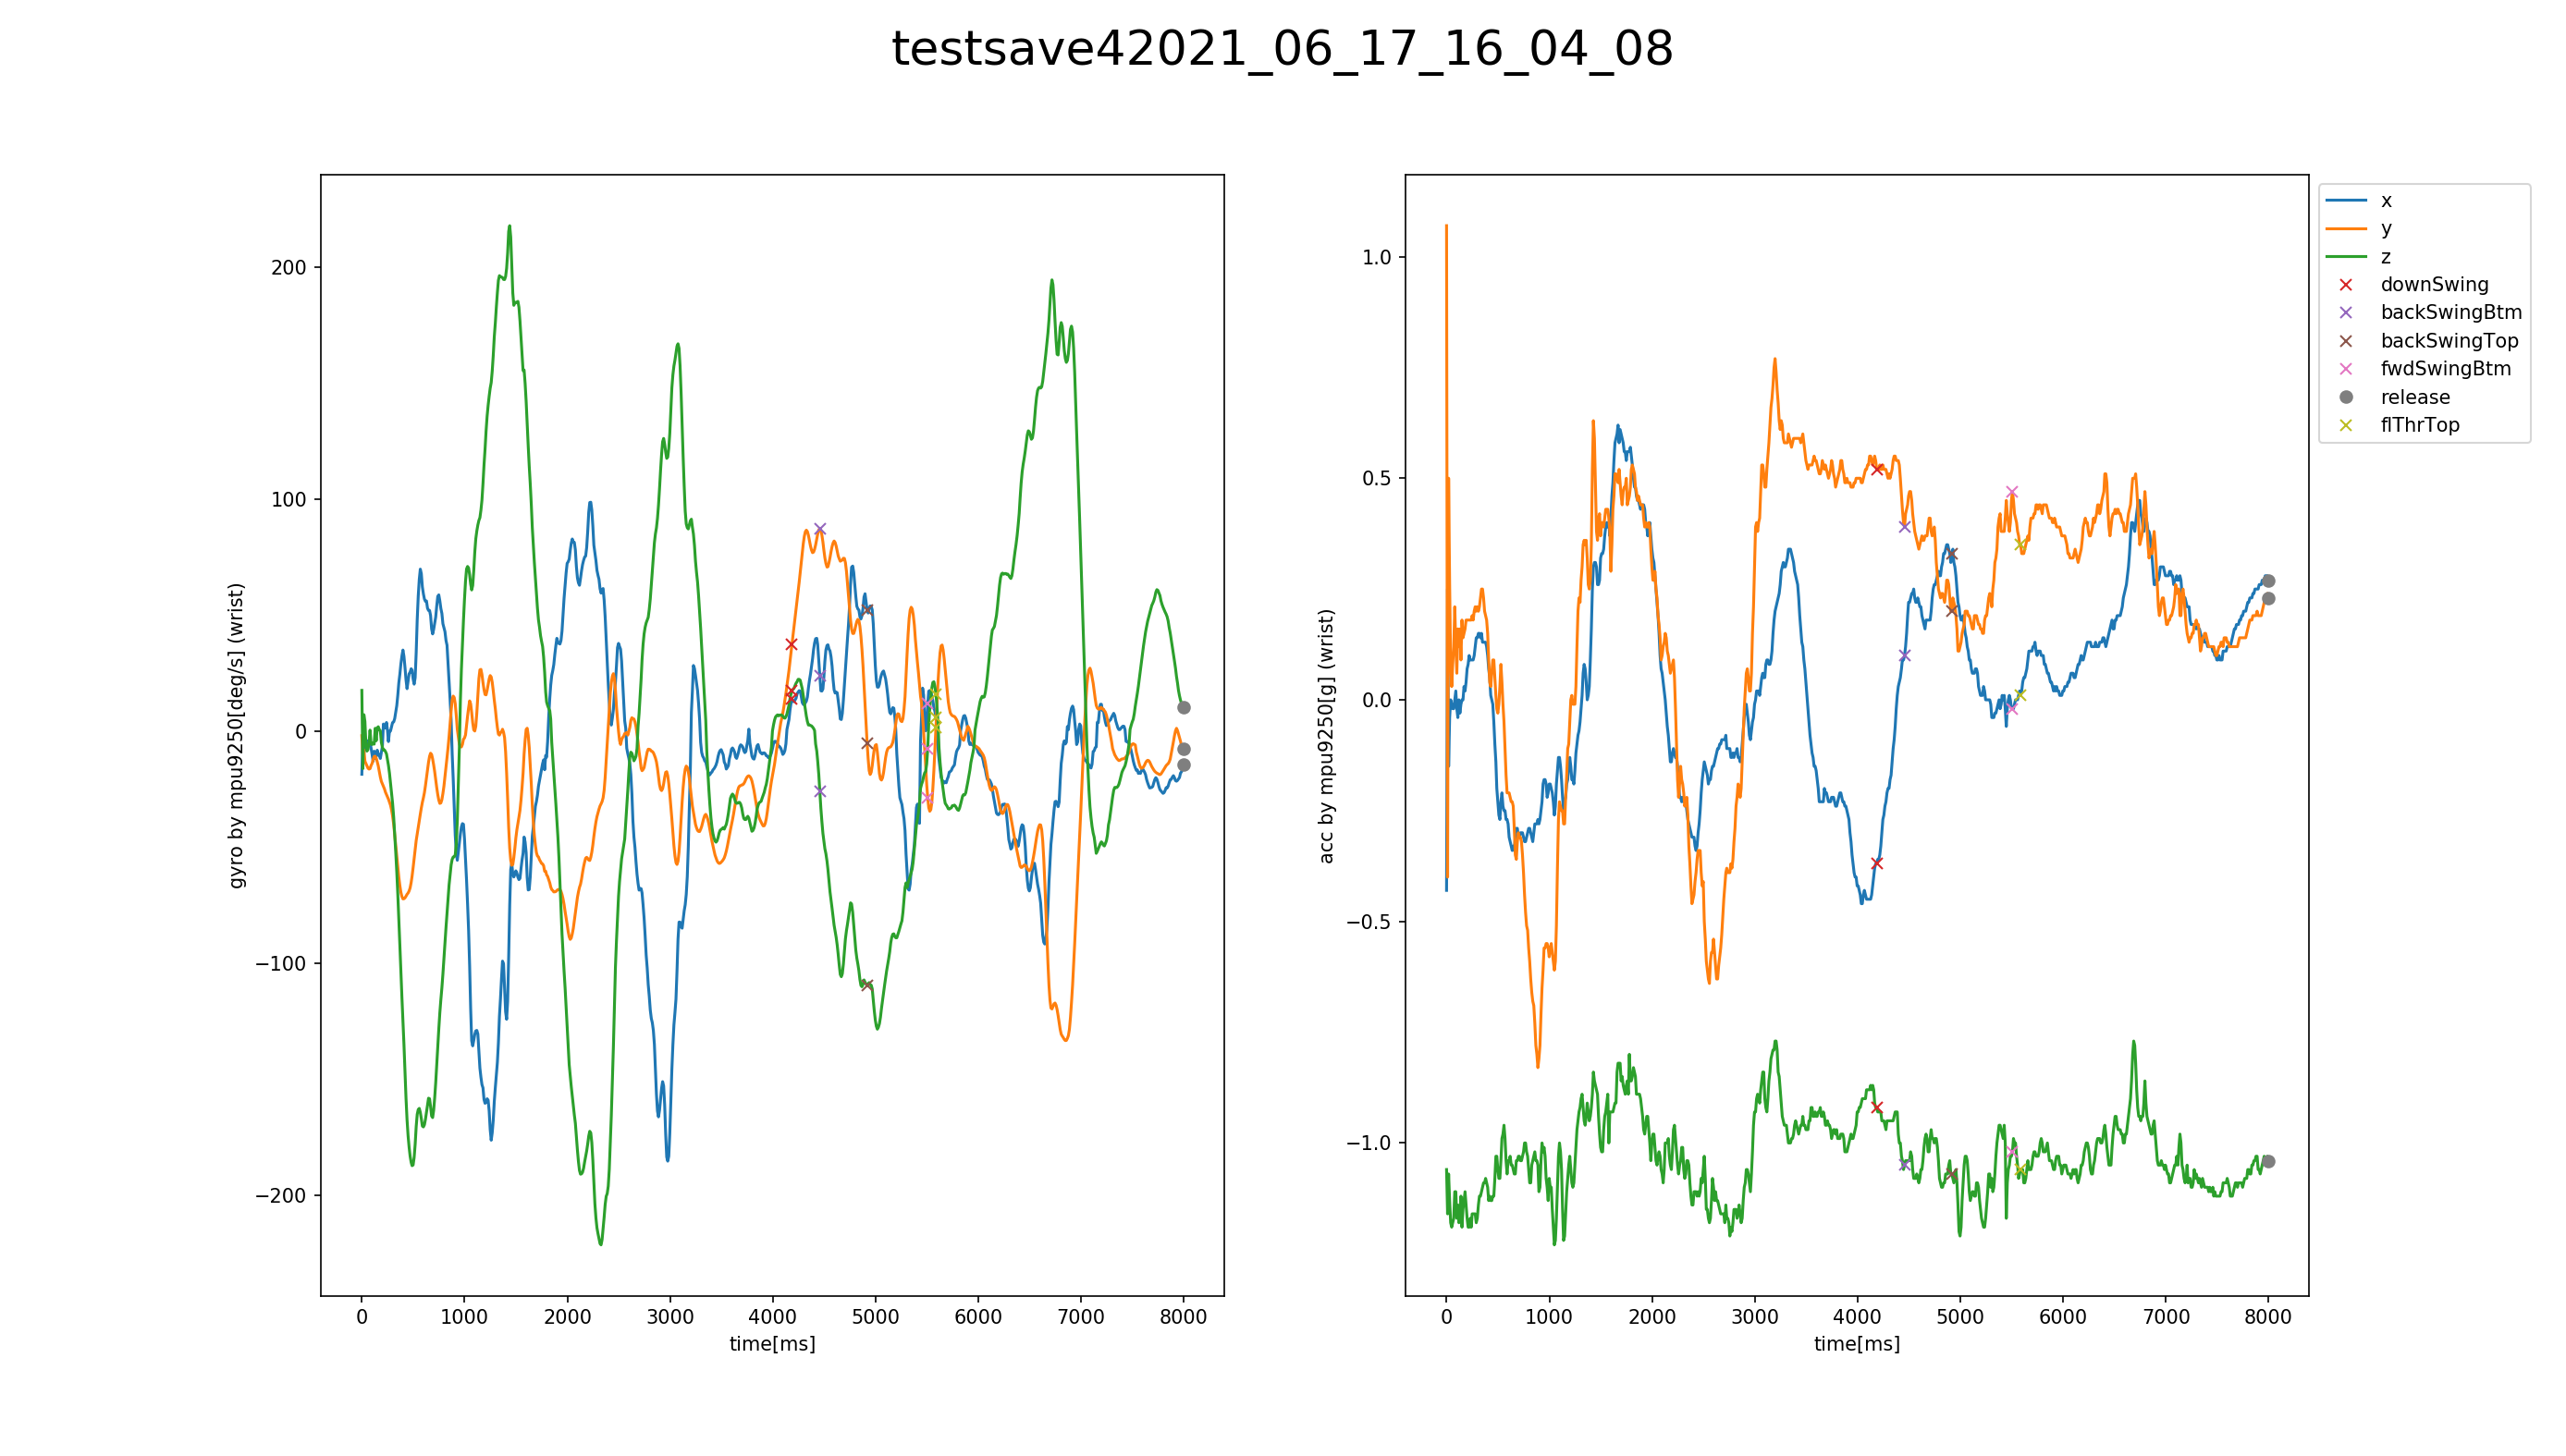 testsave42021_06_17_16_04_08
gyro by mpu9250[deg/s] (wrist)
200
100
0
−100
−200
0 1000 2000 3000 4000 5000 6000 7000 8000
time[ms]
acc by mpu9250[g] (wrist)
1.0
0.5
0.0
−0.5
−1.0
0 1000 2000 3000 4000 5000 6000 7000 8000
time[ms]
x
y
z
downSwing
backSwingBtm
backSwingTop
fwdSwingBtm
release
flThrTop